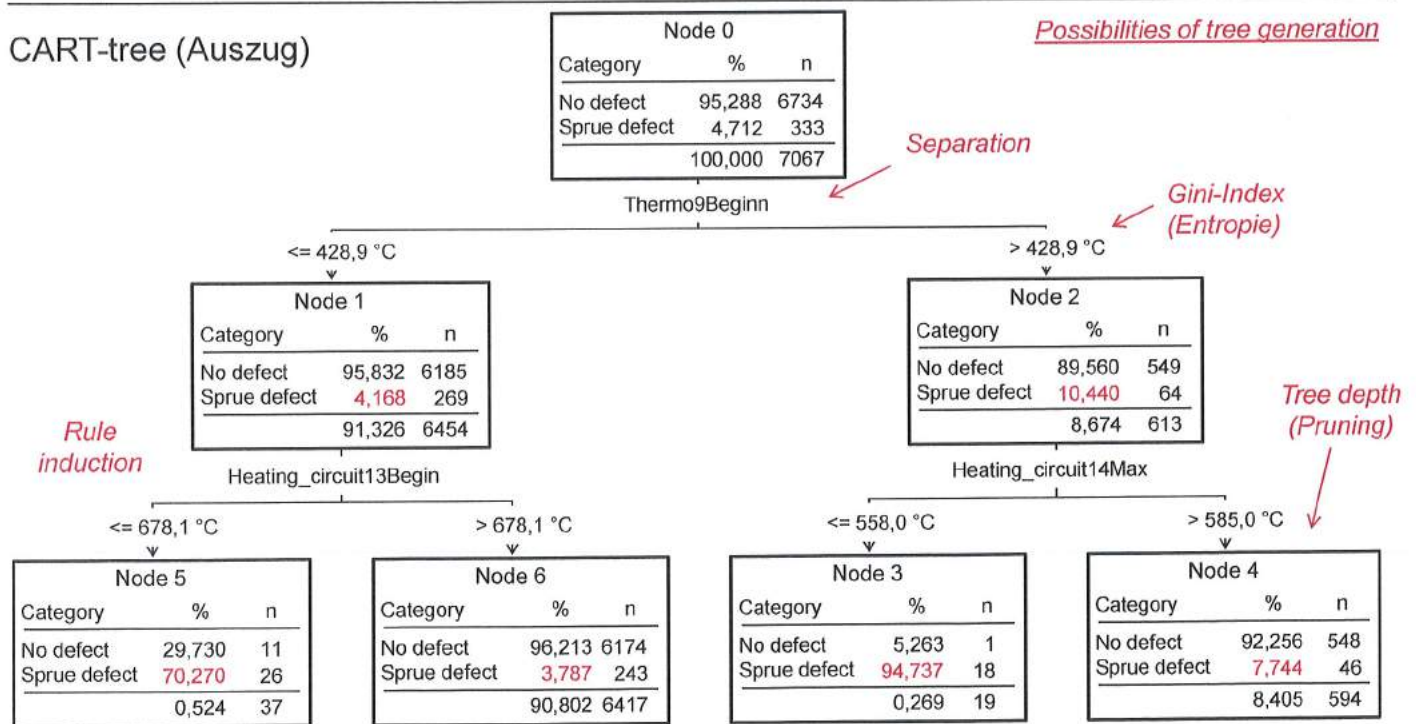 CART-tree (Auszug)
Possibilities of tree generation
Node 0
Category % n
No defect 95,288 6734
Sprue defect 4,712 333
100,000 7067
Separation
Thermo9Beginn
Gini-Index
(Entropie)
<= 428,9 °C
> 428,9 °C
Node 1
Category % n
No defect 95,832 6185
Sprue defect 4,168 269
91,326 6454
Node 2
Category % n
No defect 89,560 549
Sprue defect 10,440 64
8,674 613
Rule
induction
Tree depth
(Pruning)
Heating_circuit13Begin
Heating_circuit14Max
<= 678,1 °C
> 678,1 °C
<= 558,0 °C
> 585,0 °C
Node 5
Category % n
No defect 29,730 11
Sprue defect 70,270 26
0,524 37
Node 6
Category % n
No defect 96,213 6174
Sprue defect 3,787 243
90,802 6417
Node 3
Category % n
No defect 5,263 1
Sprue defect 94,737 18
0,269 19
Node 4
Category % n
No defect 92,256 548
Sprue defect 7,744 46
8,405 594